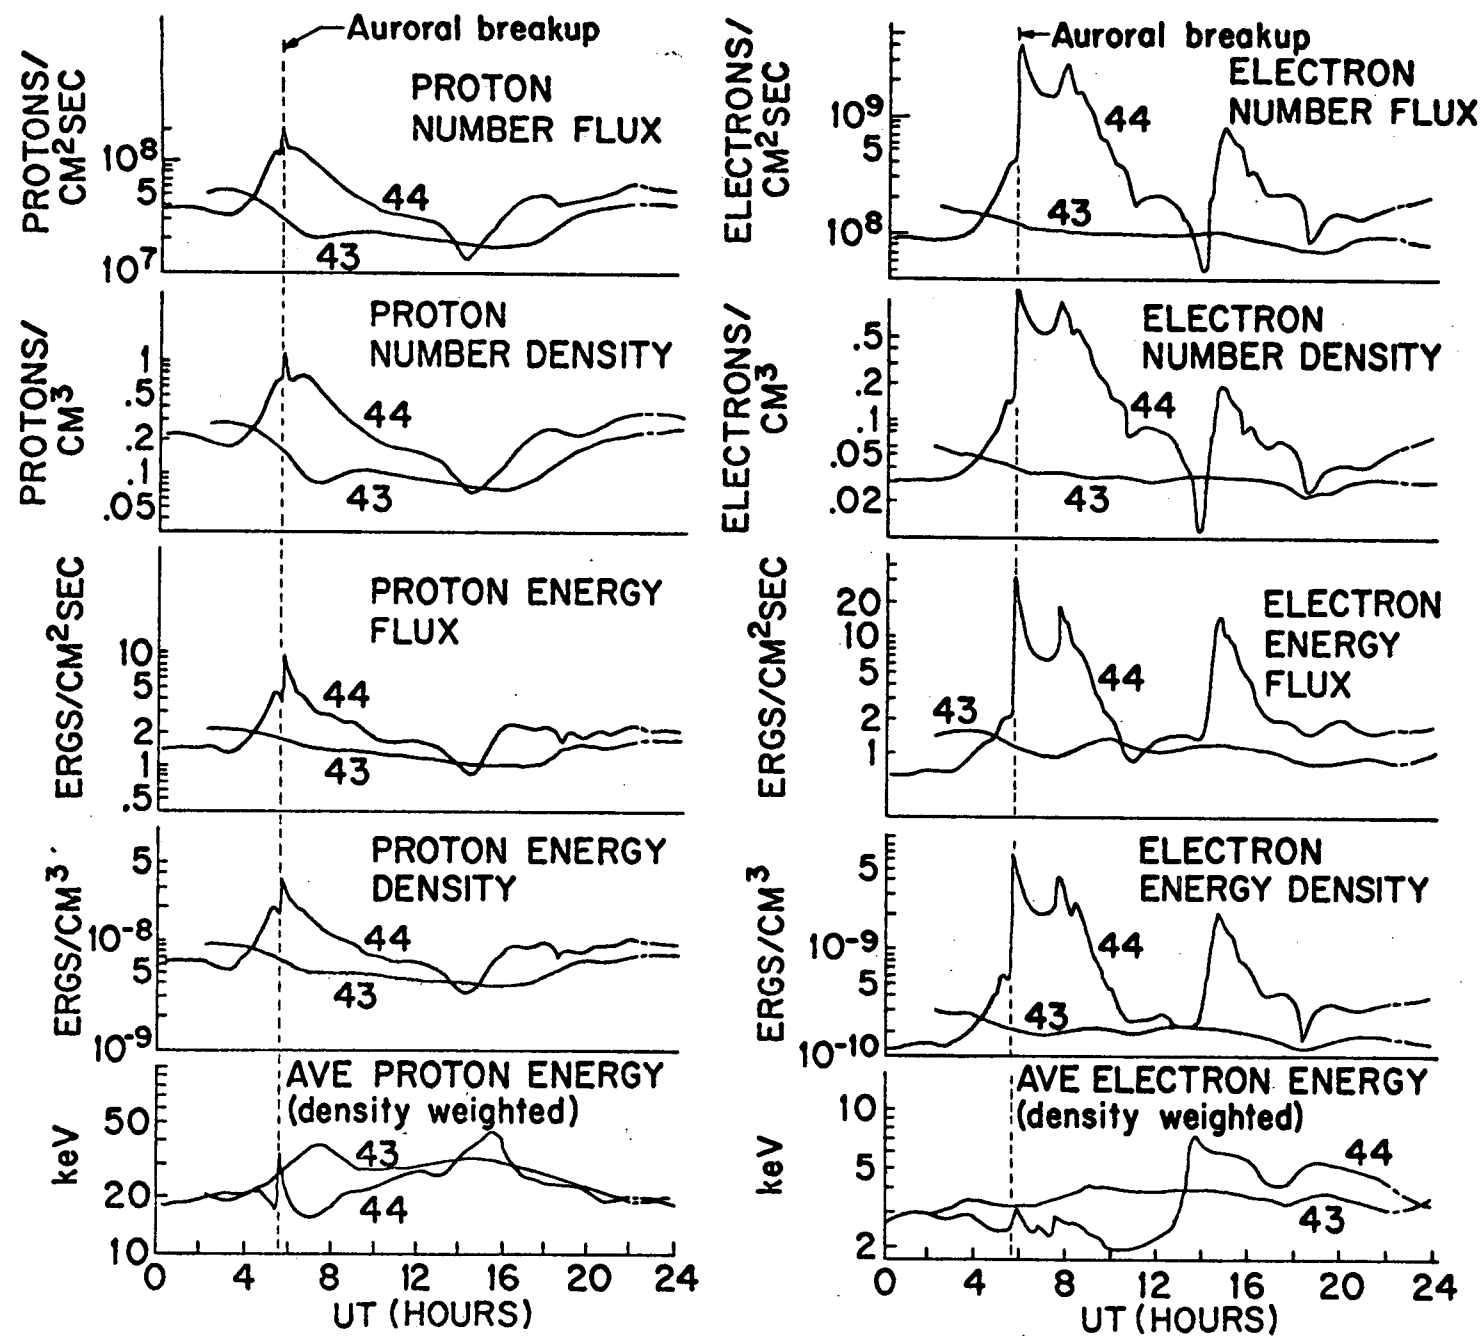 Auroral breakup
PROTON
NUMBER FLUX
PROTONS/
CM²SEC
10⁸
5
10⁷
44
43
PROTON
NUMBER DENSITY
PROTONS/
CM³
1
.5
.2
.1
.05
44
43
PROTON ENERGY
FLUX
ERGS/CM²SEC
10
5
2
1
.5
44
43
PROTON ENERGY
DENSITY
ERGS/CM³
5
10⁻⁸
5
10⁻⁹
44
43
AVE PROTON ENERGY
(density weighted)
keV
50
20
10
43
44
0 4 8 12 16 20 24
UT (HOURS)
Auroral breakup
ELECTRON
NUMBER FLUX
ELECTRONS/
CM²SEC
10⁹
5
10⁸
44
43
ELECTRON
NUMBER DENSITY
ELECTRONS/
CM³
.5
.2
.1
.05
.02
44
43
ELECTRON
ENERGY
FLUX
ERGS/CM²SEC
20
10
5
2
1
43
44
ELECTRON
ENERGY DENSITY
ERGS/CM³
5
10⁻⁹
5
10⁻¹⁰
44
43
AVE ELECTRON ENERGY
(density weighted)
keV
10
5
2
44
43
0 4 8 12 16 20 24
UT (HOURS)